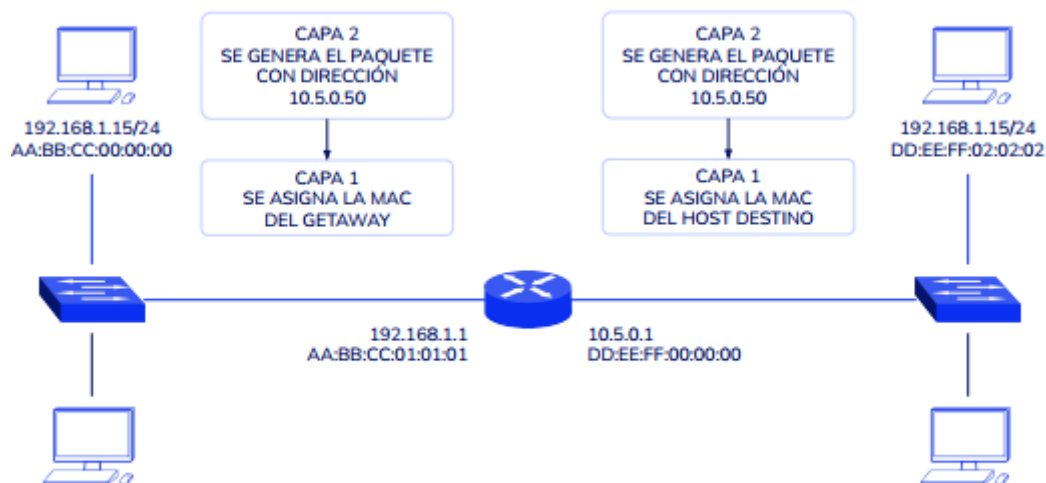 CAPA 2
SE GENERA EL PAQUETE
CON DIRECCIÓN
10.5.0.50
CAPA 2
SE GENERA EL PAQUETE
CON DIRECCIÓN
10.5.0.50
192.168.1.15/24
AA:BB:CC:00:00:00
192.168.1.15/24
DD:EE:FF:02:02:02
CAPA 1
SE ASIGNA LA MAC
DEL GETAWAY
CAPA 1
SE ASIGNA LA MAC
DEL HOST DESTINO
192.168.1.1
AA:BB:CC:01:01:01
10.5.0.1
DD:EE:FF:00:00:00